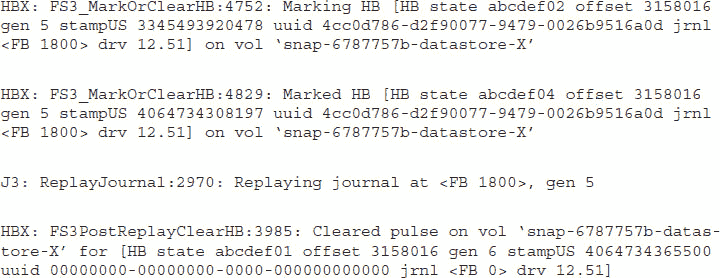 HBX: FS3_MarkOrClearHB:4752: Marking HB [HB state abcdef02 offset 3158016
gen 5 stampUS 3345493920478 uuid 4cc0d786-d2f90077-9479-0026b9516a0d jrnl
<FB 1800> drv 12.51] on vol ‘snap-6787757b-datastore-X’
HBX: FS3_MarkOrClearHB:4829: Marked HB [HB state abcdef04 offset 3158016
gen 5 stampUS 4064734308197 uuid 4cc0d786-d2f90077-9479-0026b9516a0d jrnl
<FB 1800> drv 12.51] on vol ‘snap-6787757b-datastore-X’
J3: ReplayJournal:2970: Replaying journal at <FB 1800>, gen 5
HBX: FS3PostReplayClearHB:3985: Cleared pulse on vol ‘snap-6787757b-datas-
tore-X’ for [HB state abcdef01 offset 3158016 gen 6 stampUS 4064734365500
uuid 00000000-00000000-0000-000000000000 jrnl <FB 0> drv 12.51]